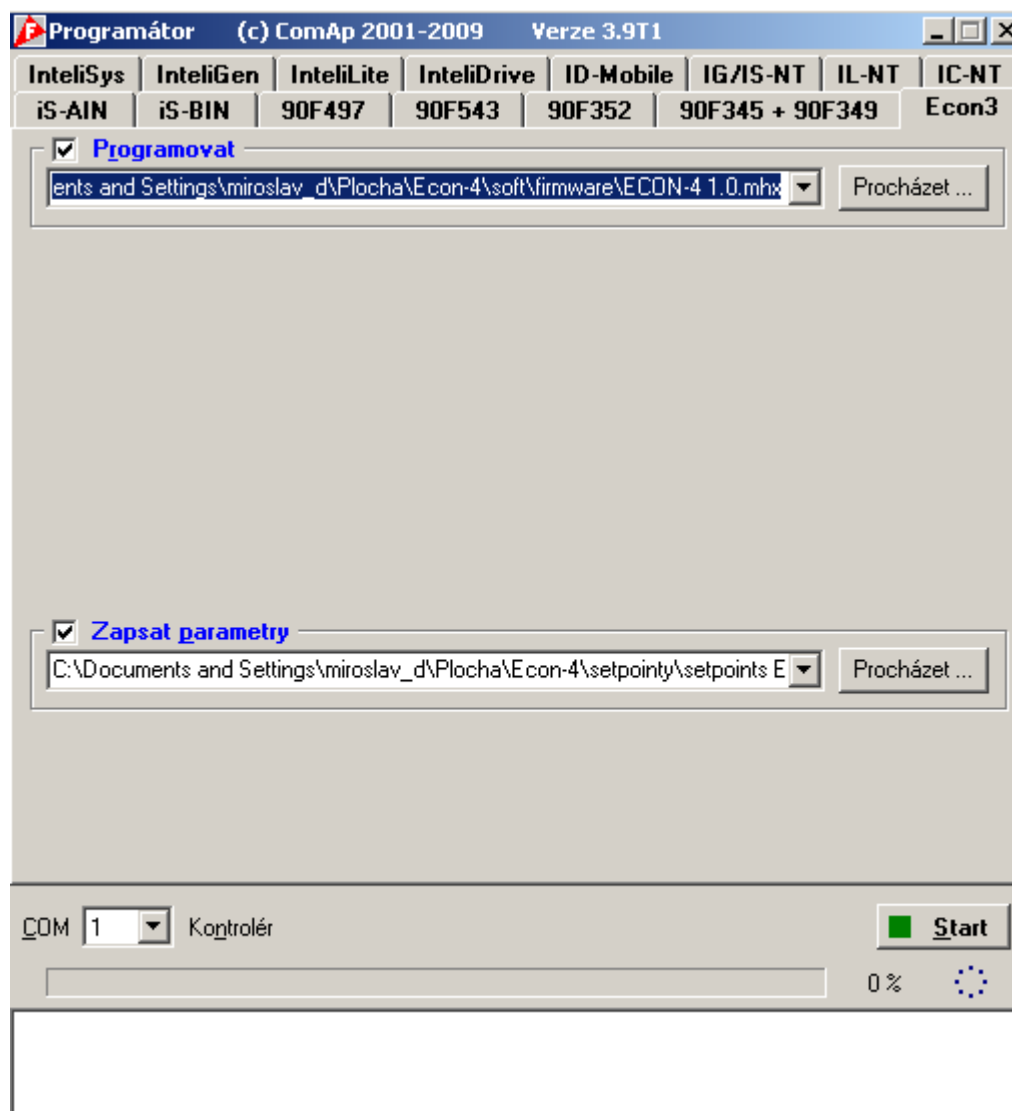 Programátor (c) ComAp 2001-2009 Verze 3.9T1
InteliSys InteliGen InteliLite InteliDrive ID-Mobile IG/IS-NT IL-NT IC-NT
iS-AIN iS-BIN 90F497 90F543 90F352 90F345 + 90F349 Econ3
Programovat
ents and Settings\miroslav_d\Plocha\Econ-4\soft\firmware\ECON-4 1.0.mhx Procházet ...
Zapsat parametry
C:\Documents and Settings\miroslav_d\Plocha\Econ-4\setpointy\setpoints E Procházet ...
COM 1 Kontrolér Start
0 %